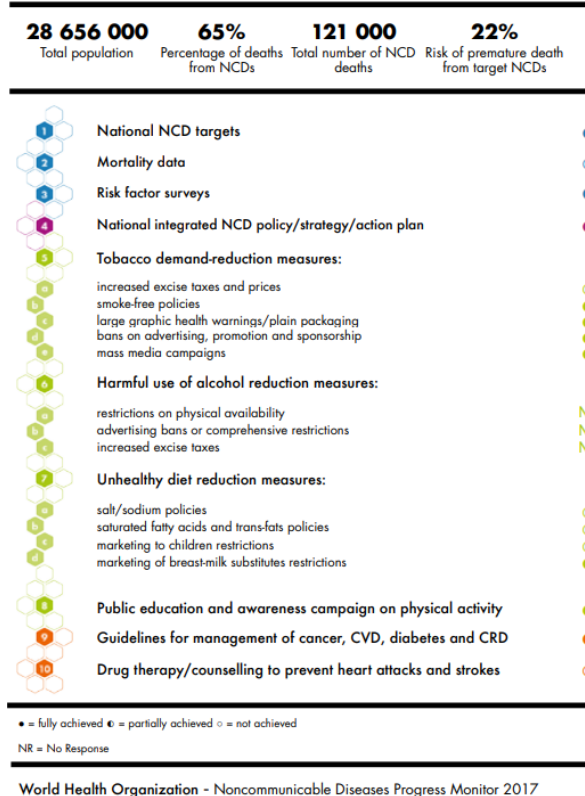 28 656 000 65% 121 000 22%
Total population Percentage of deaths from NCDs Total number of NCD deaths Risk of premature death from target NCDs
1 National NCD targets
2 Mortality data
3 Risk factor surveys
4 National integrated NCD policy/strategy/action plan
5 Tobacco demand-reduction measures:
a increased excise taxes and prices
b smoke-free policies
c large graphic health warnings/plain packaging
d bans on advertising, promotion and sponsorship
e mass media campaigns
6 Harmful use of alcohol reduction measures:
a restrictions on physical availability
b advertising bans or comprehensive restrictions
c increased excise taxes
7 Unhealthy diet reduction measures:
a salt/sodium policies
b saturated fatty acids and trans-fats policies
c marketing to children restrictions
d marketing of breast-milk substitutes restrictions
8 Public education and awareness campaign on physical activity
9 Guidelines for management of cancer, CVD, diabetes and CRD
10 Drug therapy/counselling to prevent heart attacks and strokes
● = fully achieved ◐ = partially achieved ○ = not achieved
NR = No Response
World Health Organization - Noncommunicable Diseases Progress Monitor 2017